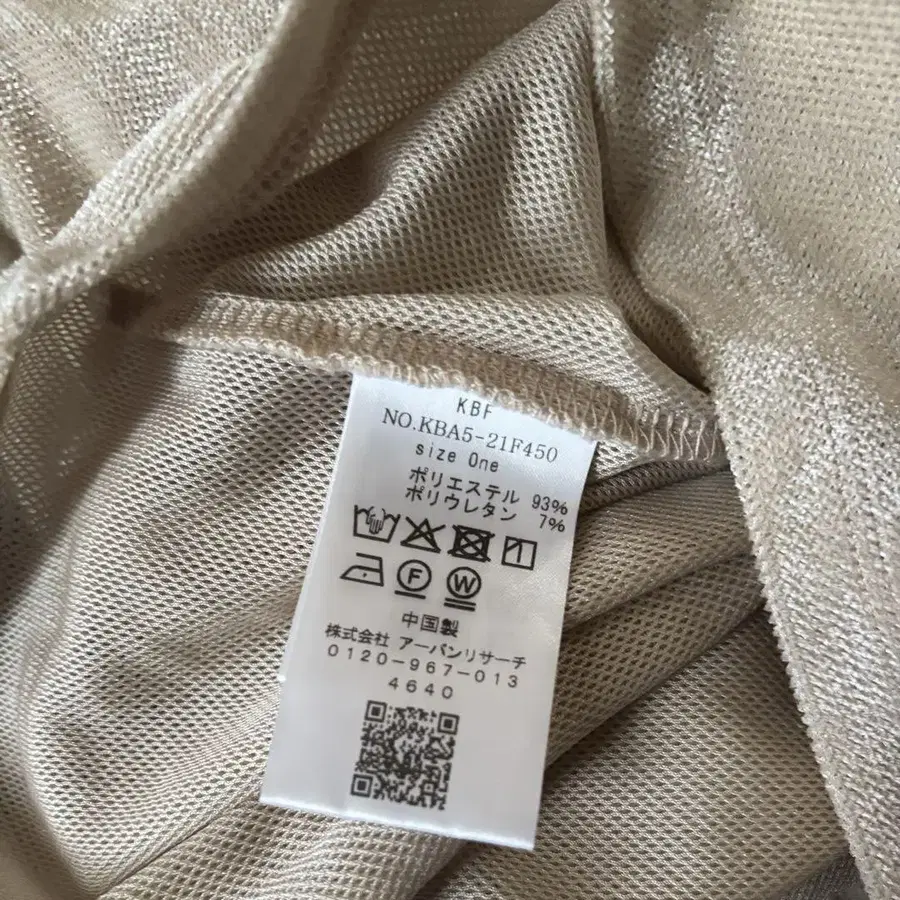 KBF
NO.KBA5-21F450
size One
ポリエステル 93%
ポリウレタン 7%
F W
中国製
株式会社 アーバンリサーチ
0120-967-013
4640